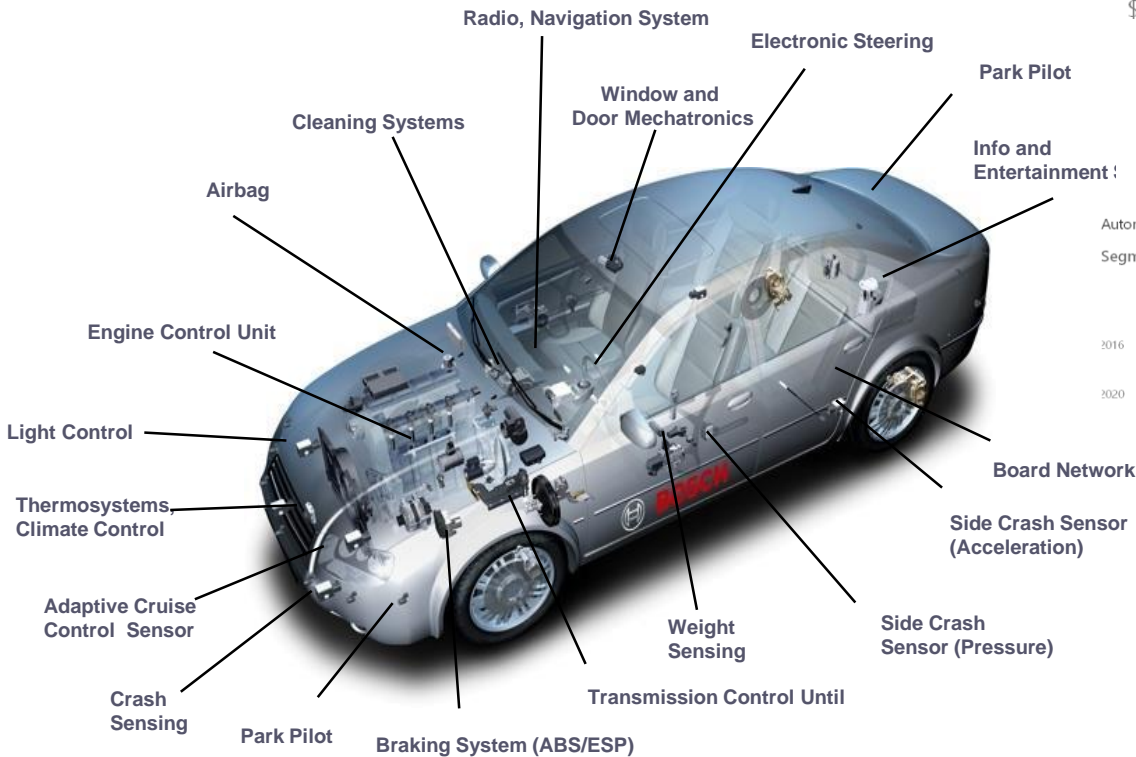 $
Radio, Navigation System
Electronic Steering
Park Pilot
Window and
Door Mechatronics
Cleaning Systems
Info and
Entertainment
Airbag
Engine Control Unit
2016
Light Control
2020
Board Network
Thermosystems,
Climate Control
Side Crash Sensor
(Acceleration)
BOSCH
Adaptive Cruise
Control Sensor
Weight
Sensing
Side Crash
Sensor (Pressure)
Crash
Sensing
Transmission Control Until
Park Pilot
Braking System (ABS/ESP)